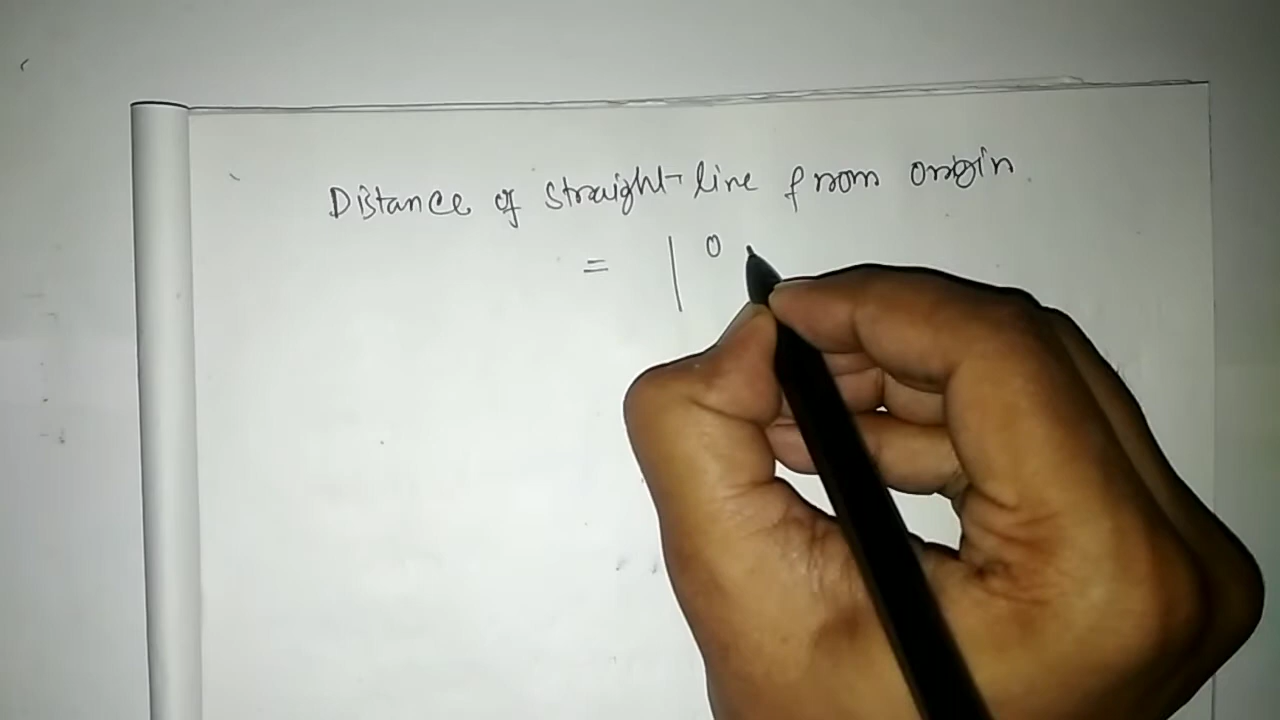 Distance of straight line from origin.
= | 0